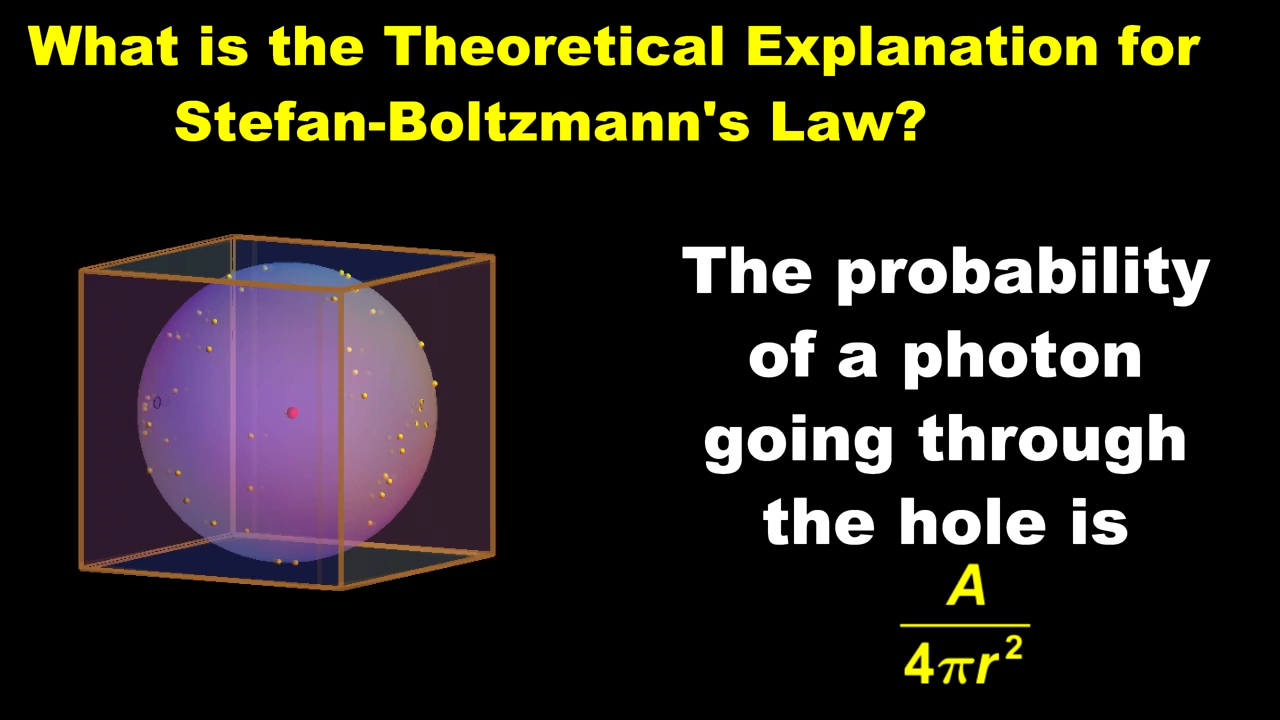 What is the Theoretical Explanation for
Stefan-Boltzmann's Law?
The probability
of a photon
going through
the hole is
A
4πr²